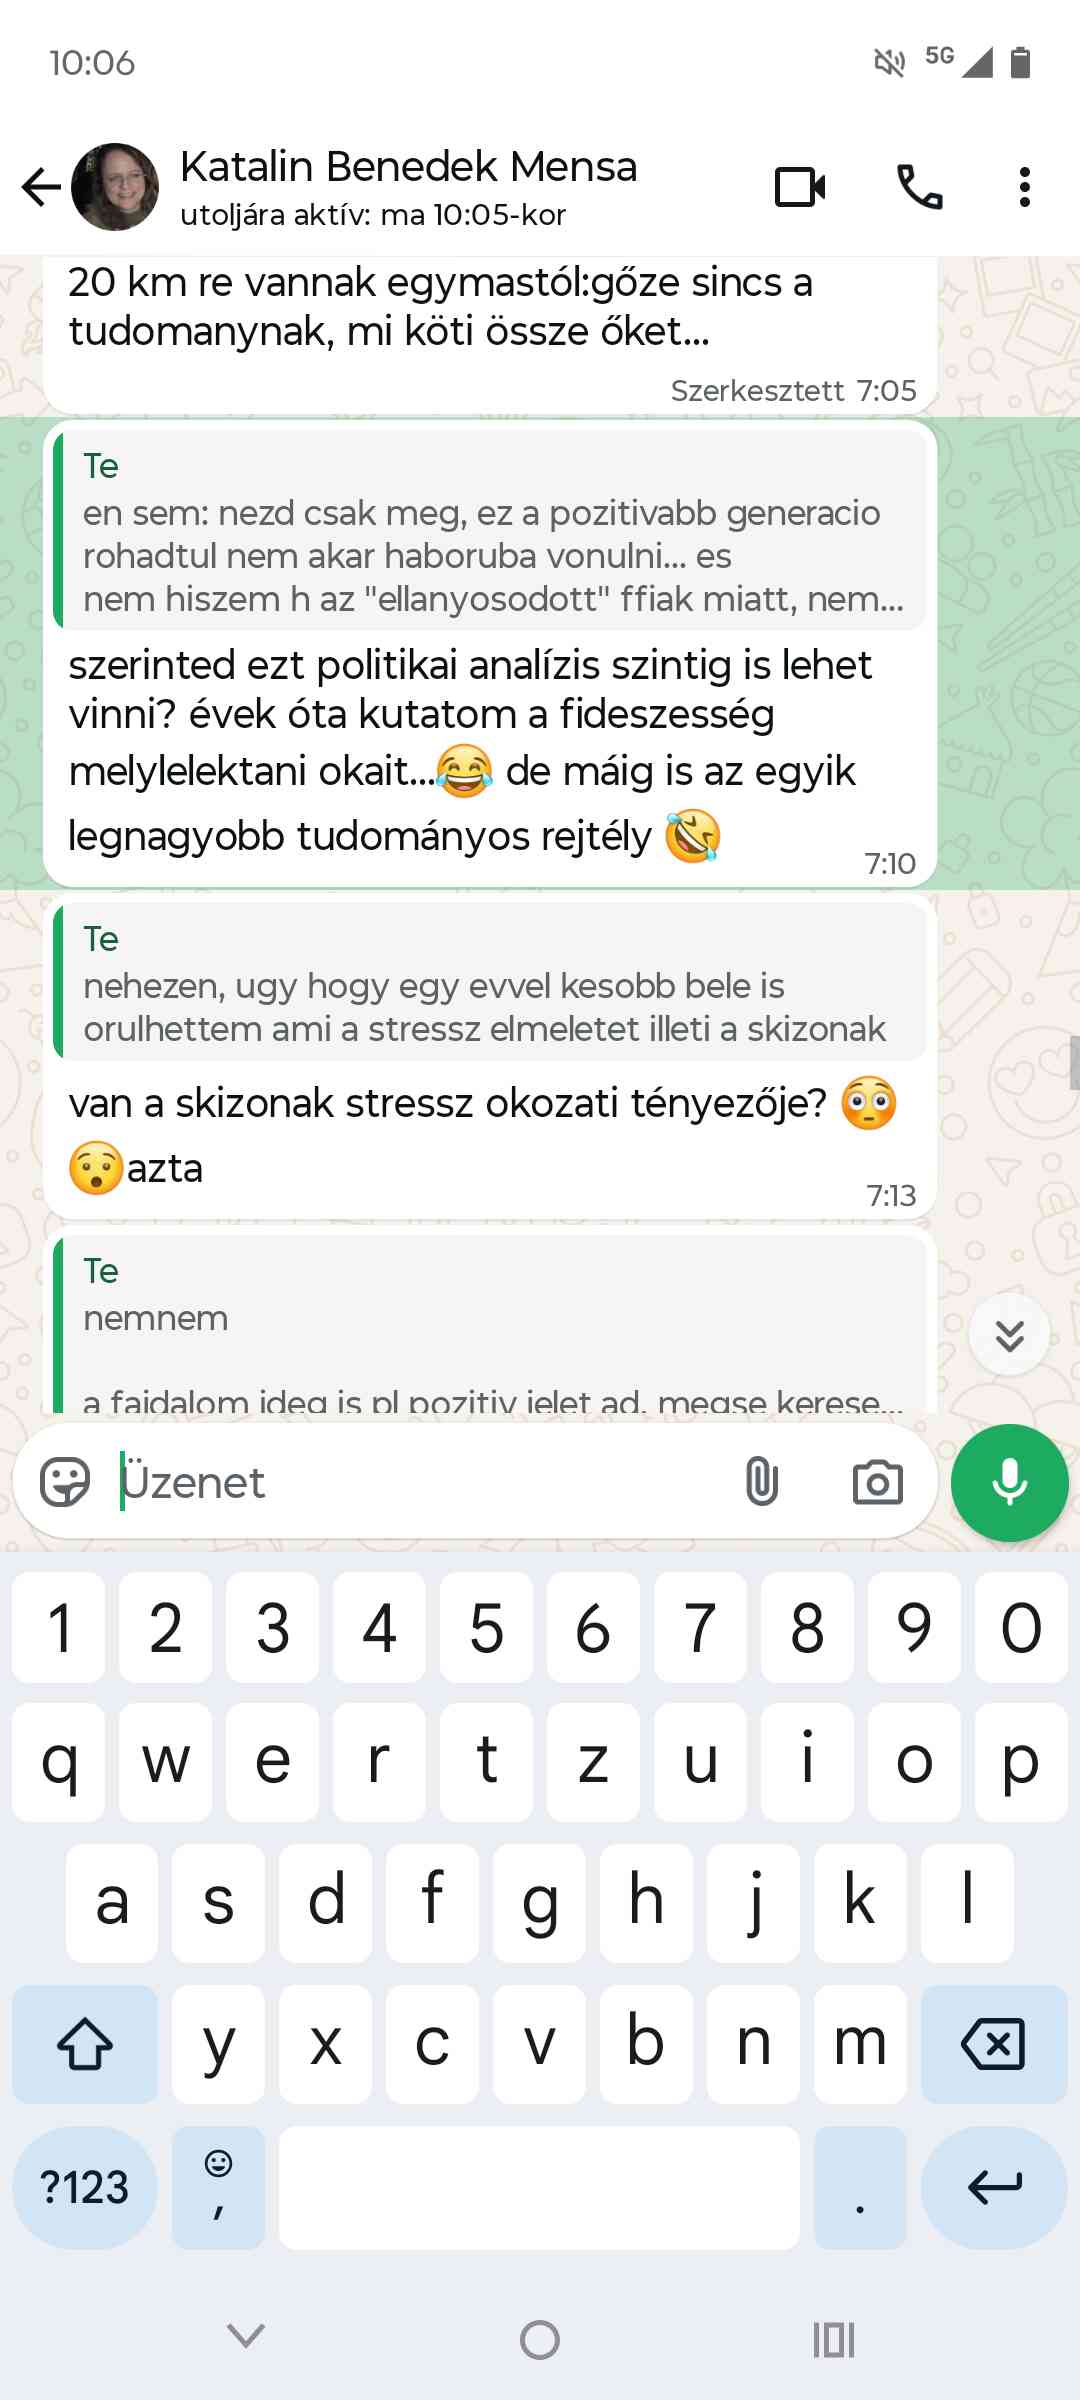 10:06
5G
Katalin Benedek Mensa
utoljára aktív: ma 10:05-kor
20 km re vannak egymastól:gőze sincs a
tudomanynak, mi köti össze őket...
Szerkesztett 7:05
Te
en sem: nezd csak meg, ez a pozitivabb generacio
rohadtul nem akar haboruba vonulni... es
nem hiszem h az "ellanyosodott" ffiak miatt, nem...
szerinted ezt politikai analízis szintig is lehet
vinni? évek óta kutatom a fideszesség
melylelektani okait...😂 de máig is az egyik
legnagyobb tudományos rejtély 🤣
7:10
Te
nehezen, ugy hogy egy evvel kesobb bele is
orulhettem ami a stressz elmeletet illeti a skizonak
van a skizonak stressz okozati tényezője? 😳
😯azta
7:13
Te
nemnem
a fajdalom ideg is pl pozitiv jelet ad, megse kerese...
Üzenet
1 2 3 4 5 6 7 8 9 0
q w e r t z u i o p
a s d f g h j k l
y x c v b n m
?123 , .